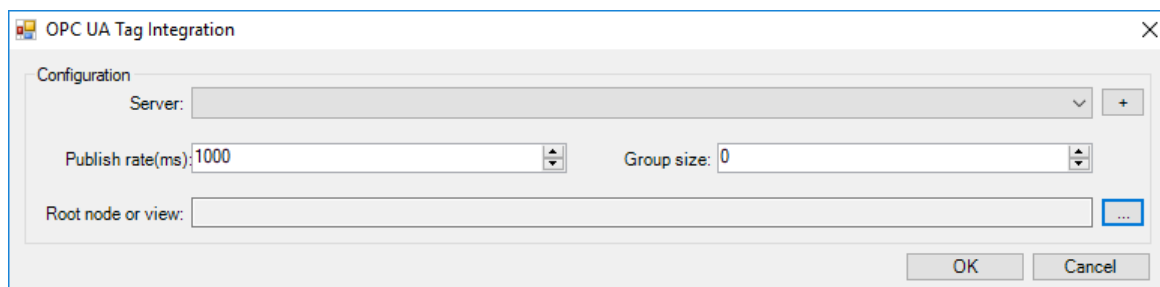 OPC UA Tag Integration
Configuration
Server: +
Publish rate(ms): 1000 Group size: 0
Root node or view: ...
OK Cancel